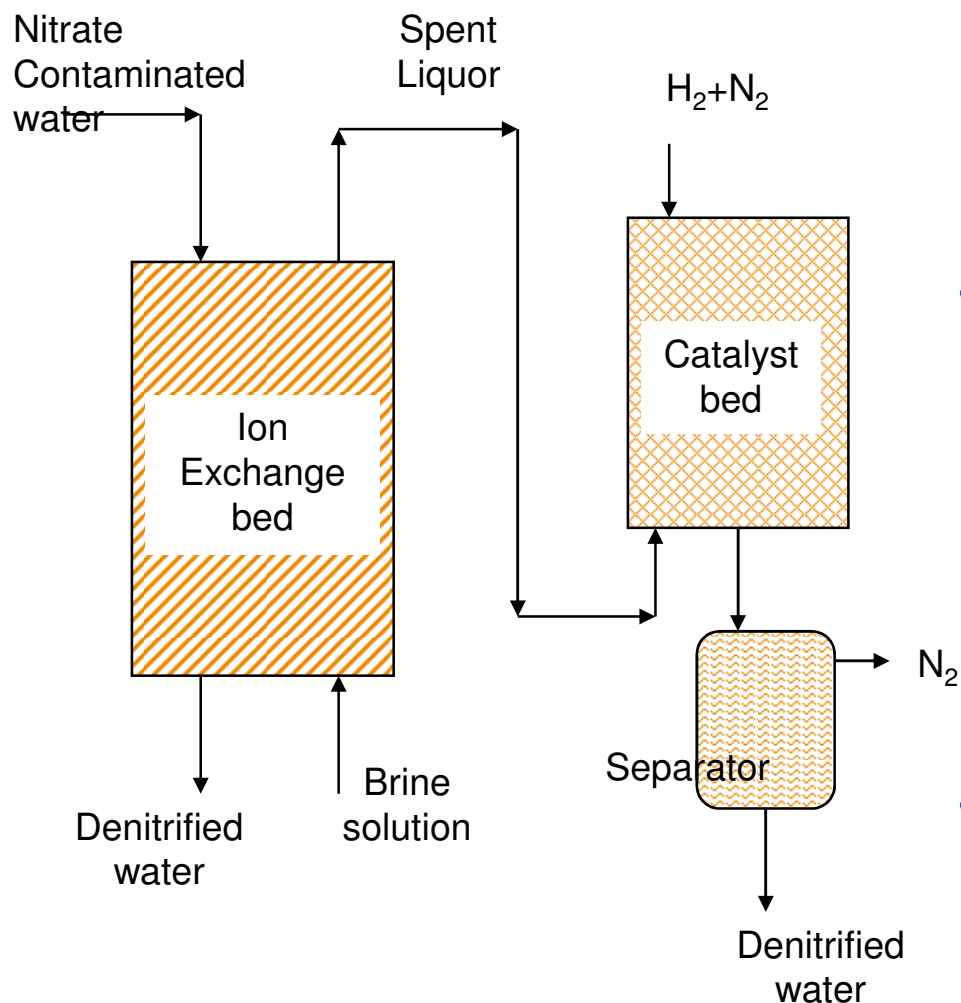 Nitrate
Contaminated
water
Spent
Liquor
H₂+N₂
Ion
Exchange
bed
Catalyst
bed
N₂
Separator
Denitrified
water
Brine
solution
Denitrified
water